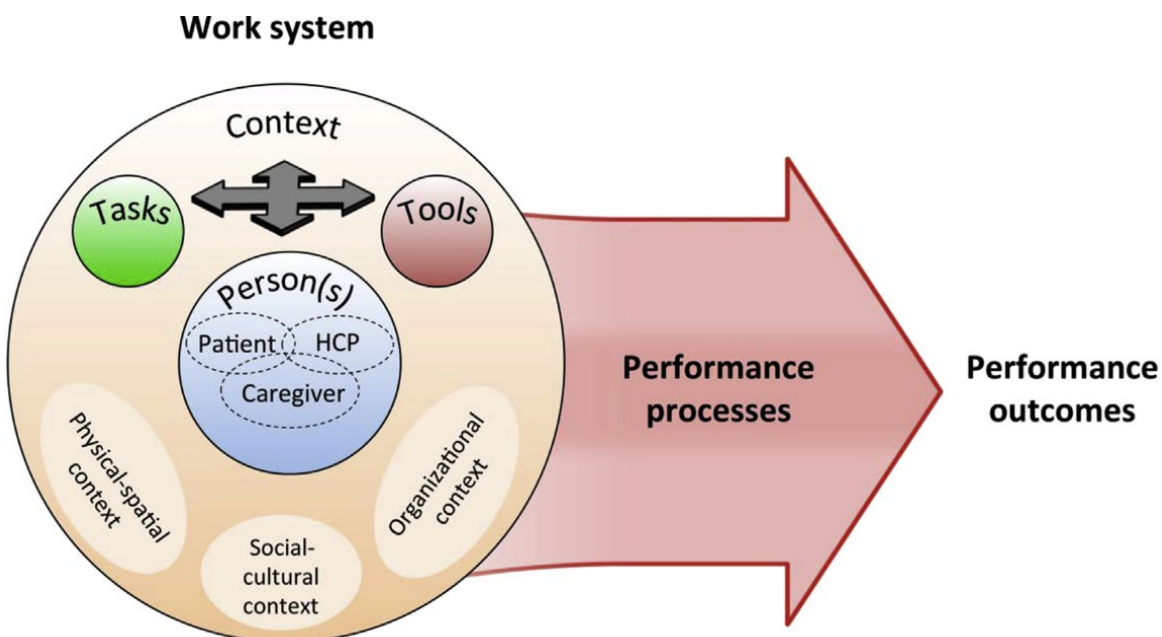 Work system
Context
Tasks
Tools
Person(s)
Patient
HCP
Caregiver
Physical-spatial
context
Social-
cultural
context
Organizational
context
Performance
processes
Performance
outcomes